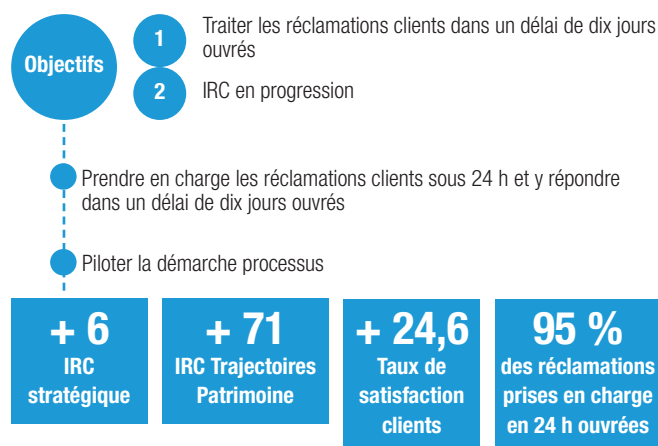 Objectifs
1
Traiter les réclamations clients dans un délai de dix jours
ouvrés
2
IRC en progression
Prendre en charge les réclamations clients sous 24 h et y répondre
dans un délai de dix jours ouvrés
Piloter la démarche processus
+ 6
IRC
stratégique
+ 71
IRC Trajectoires
Patrimoine
+ 24,6
Taux de
satisfaction
clients
95 %
des réclamations
prises en charge
en 24 h ouvrées